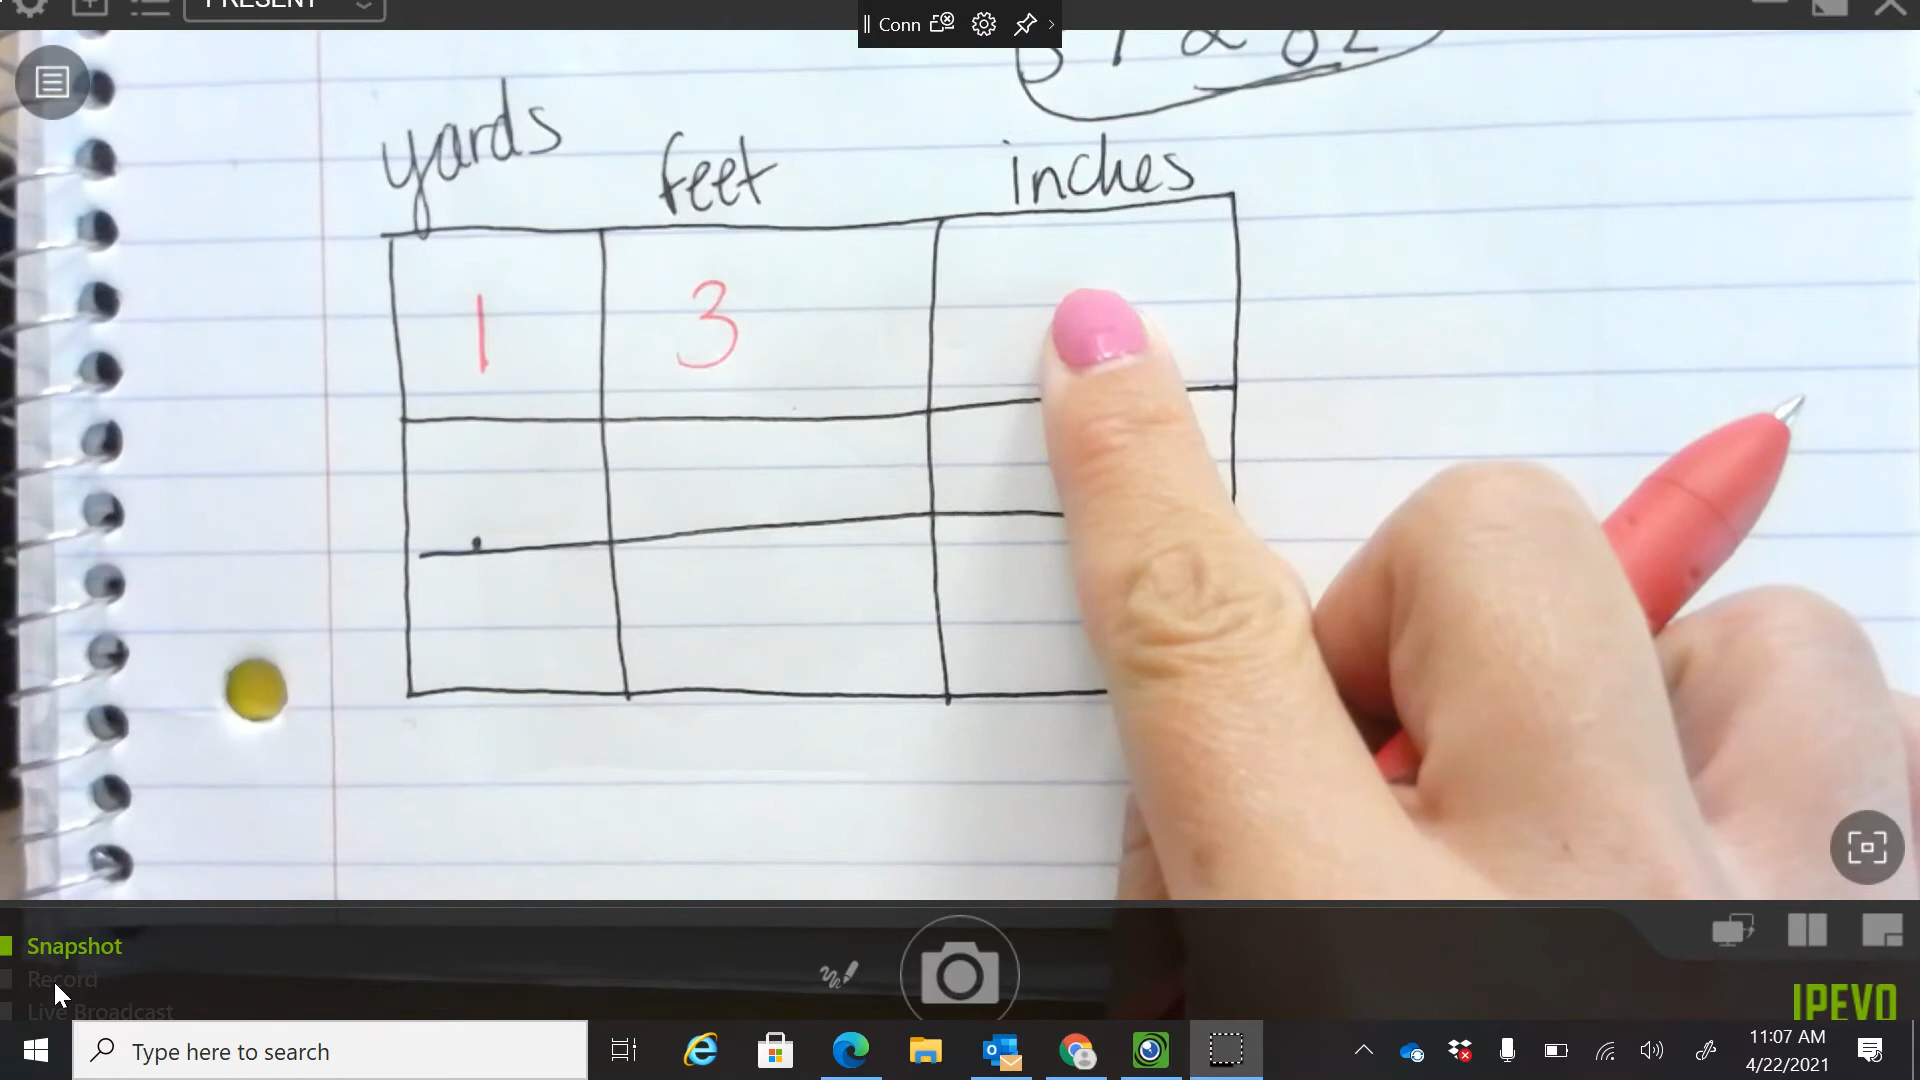 PRESENT
Conn
yards feet inches
1 3
Snapshot
Record
Live Broadcast
IPEVO
Type here to search
11:07 AM
4/22/2021